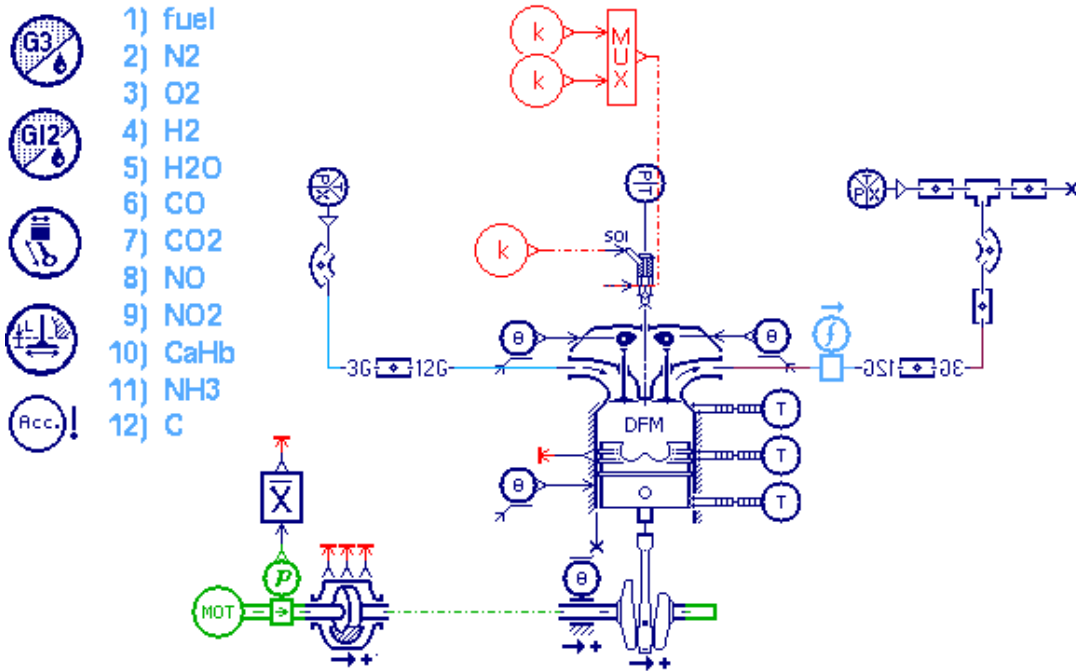 G3
GI2
Acc.!
1) fuel
2) N2
3) O2
4) H2
5) H2O
6) CO
7) CO2
8) NO
9) NO2
10) CaHb
11) NH3
12) C
k
k
MUX
P T
T
P X
k
SOI
θ
θ
f
3G
12G
12G
3G
DFM
T
T
T
θ
X
P
MOT
θ
+
+
+